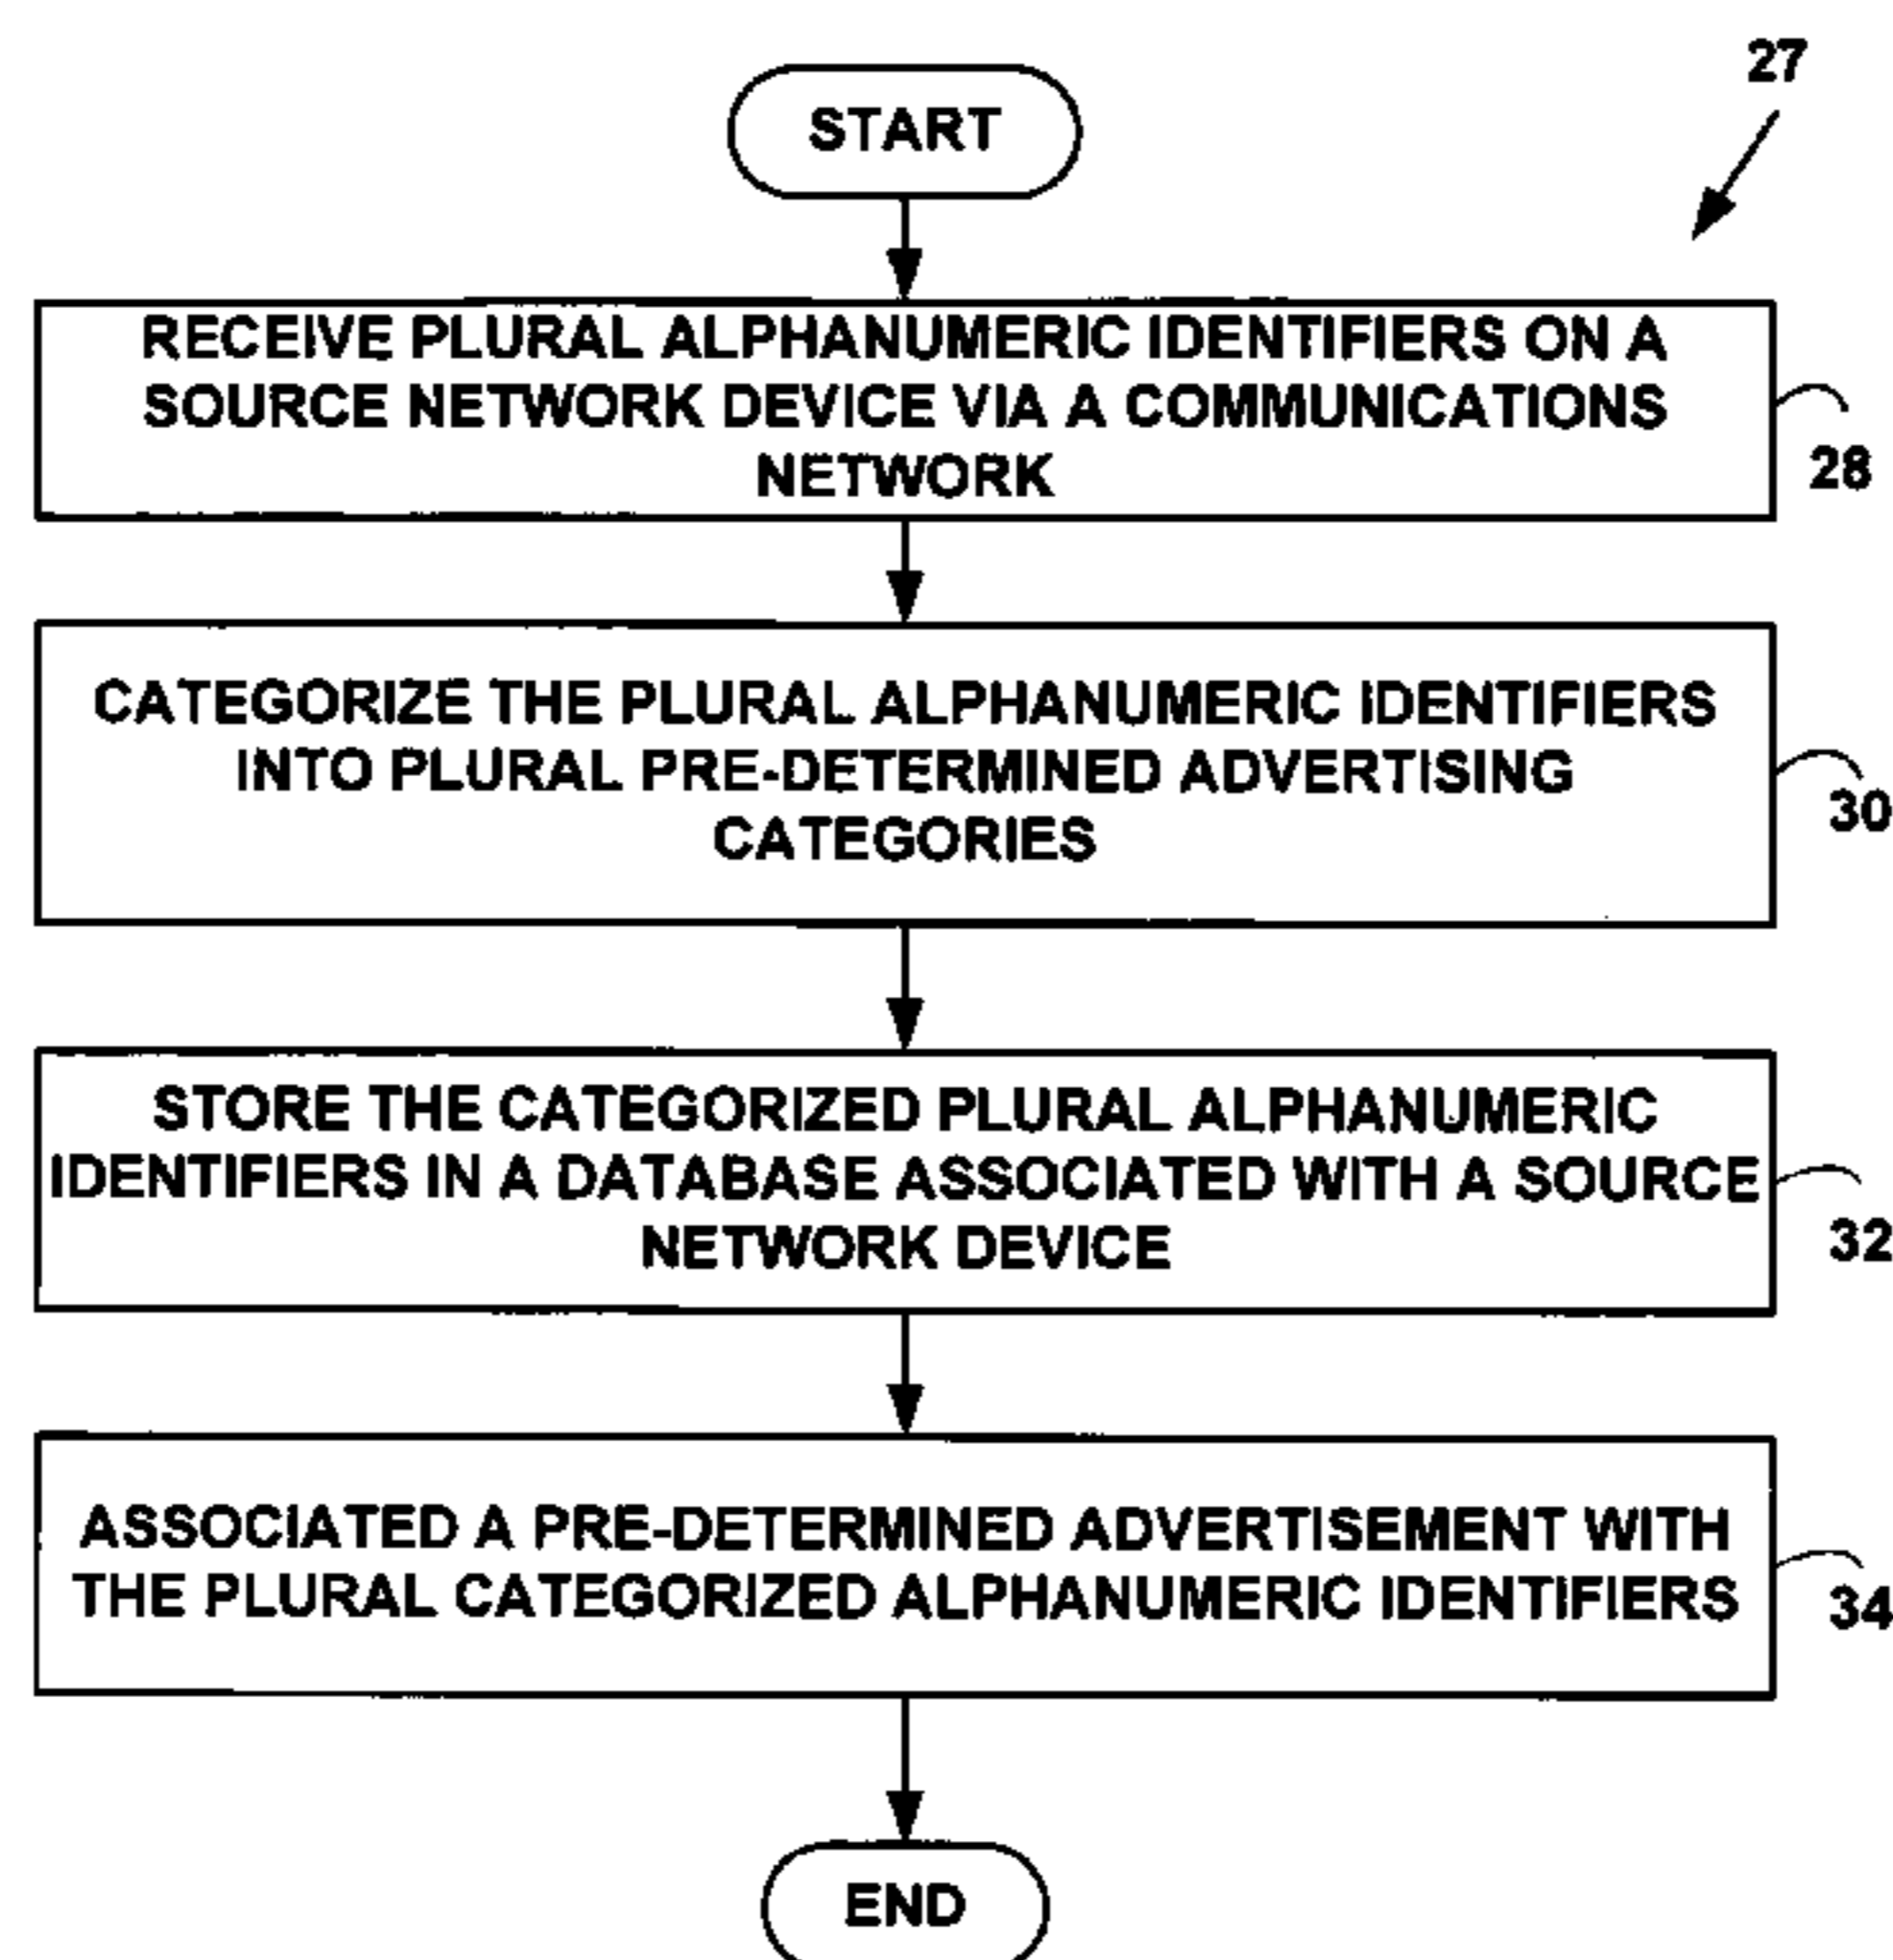 27
START
RECEIVE PLURAL ALPHANUMERIC IDENTIFIERS ON A
SOURCE NETWORK DEVICE VIA A COMMUNICATIONS
NETWORK
28
CATEGORIZE THE PLURAL ALPHANUMERIC IDENTIFIERS
INTO PLURAL PRE-DETERMINED ADVERTISING
CATEGORIES
30
STORE THE CATEGORIZED PLURAL ALPHANUMERIC
IDENTIFIERS IN A DATABASE ASSOCIATED WITH A SOURCE
NETWORK DEVICE
32
ASSOCIATED A PRE-DETERMINED ADVERTISEMENT WITH
THE PLURAL CATEGORIZED ALPHANUMERIC IDENTIFIERS
34
END